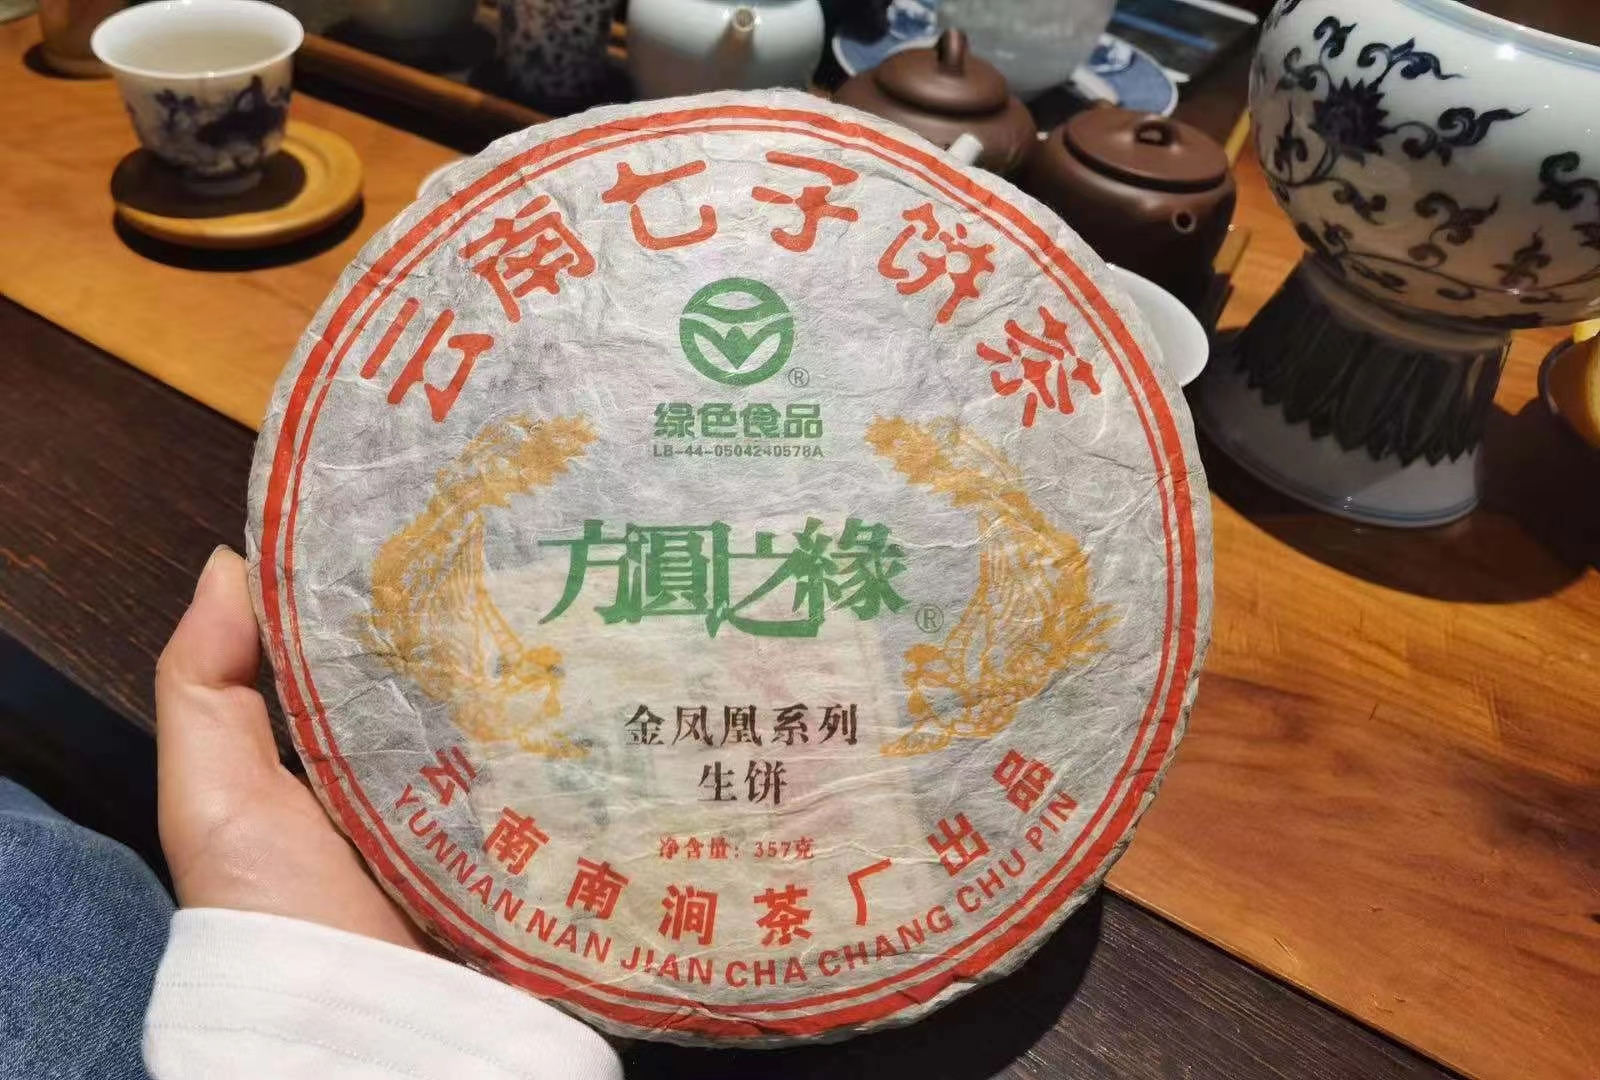 云南七子饼茶
®
绿色食品
LB-44-0504240578A
方圓之緣
®
金凤凰系列
生饼
净含量：357克
云南南涧茶厂出品
YUNNAN NAN JIAN CHA CHANG CHU PIN